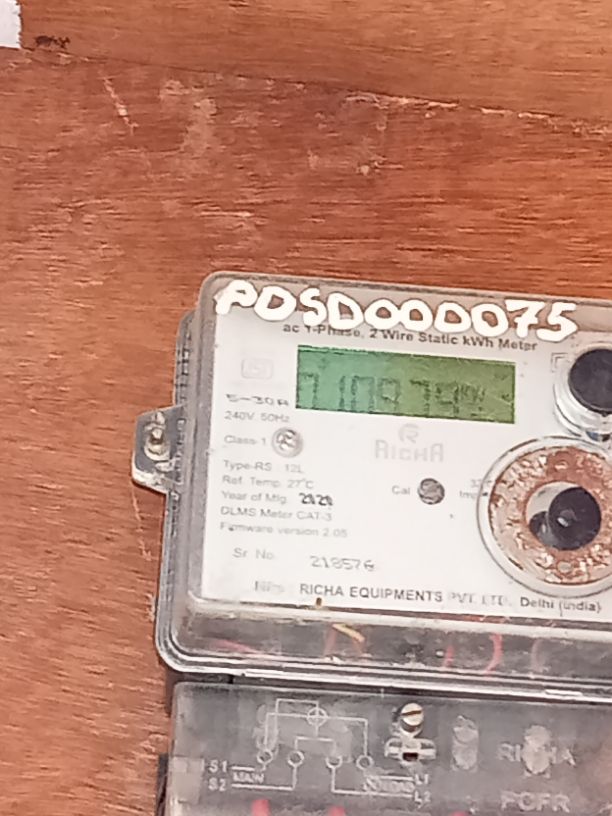 PDSD000075
ac 1-Phase, 2 Wire Static kWh Meter
5-30A
240V 50Hz
Class-1
RICHA
Type-RS 12L
Ref. Temp. 27°C
Cal
Year of Mfg. 2020
DLMS Meter CAT-3
Firmware version 2.05
Sr No. 218576
RICHA EQUIPMENTS PVT. LTD. Delhi (India)
S1 MAIN LOAD L1
S2 L2